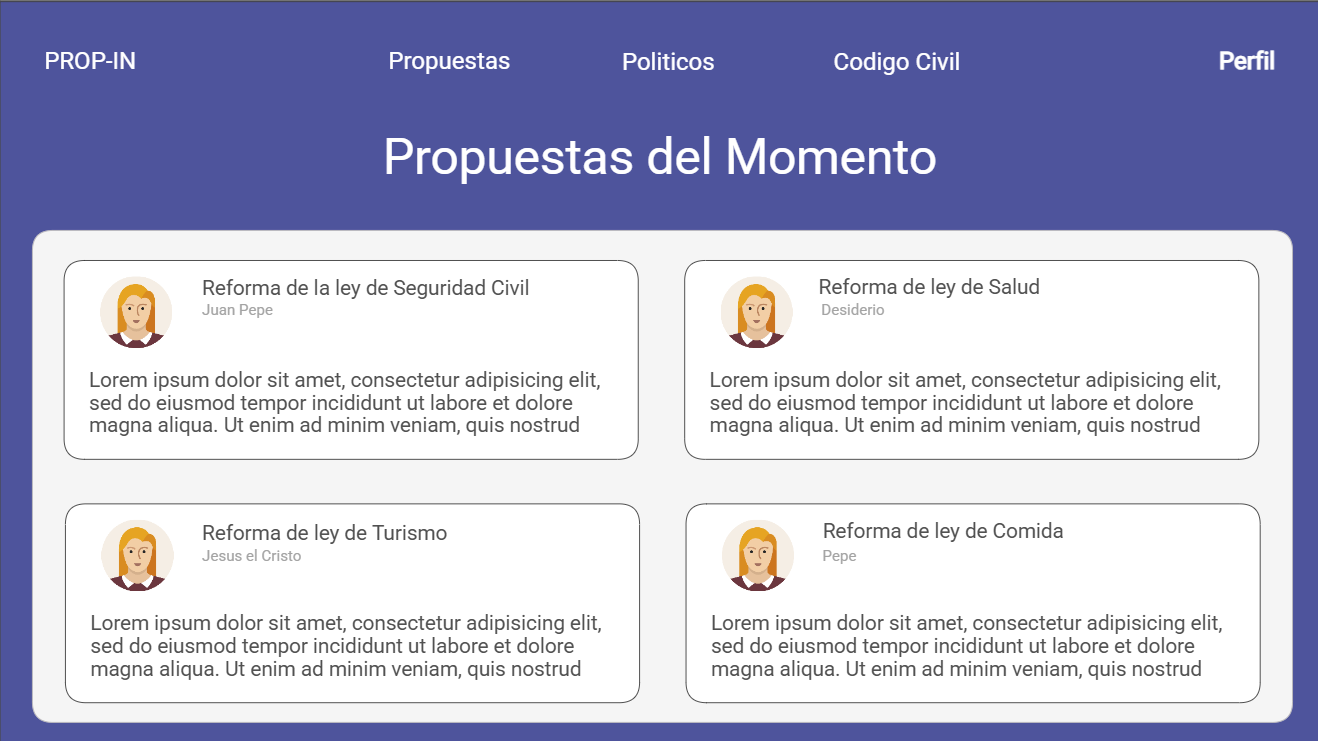 PROP-IN
Propuestas
Politicos
Codigo Civil
Perfil
Propuestas del Momento
Reforma de la ley de Seguridad Civil
Juan Pepe
Lorem ipsum dolor sit amet, consectetur adipisicing elit,
sed do eiusmod tempor incididunt ut labore et dolore
magna aliqua. Ut enim ad minim veniam, quis nostrud
Reforma de ley de Salud
Desiderio
Lorem ipsum dolor sit amet, consectetur adipisicing elit,
sed do eiusmod tempor incididunt ut labore et dolore
magna aliqua. Ut enim ad minim veniam, quis nostrud
Reforma de ley de Turismo
Jesus el Cristo
Lorem ipsum dolor sit amet, consectetur adipisicing elit,
sed do eiusmod tempor incididunt ut labore et dolore
magna aliqua. Ut enim ad minim veniam, quis nostrud
Reforma de ley de Comida
Pepe
Lorem ipsum dolor sit amet, consectetur adipisicing elit,
sed do eiusmod tempor incididunt ut labore et dolore
magna aliqua. Ut enim ad minim veniam, quis nostrud